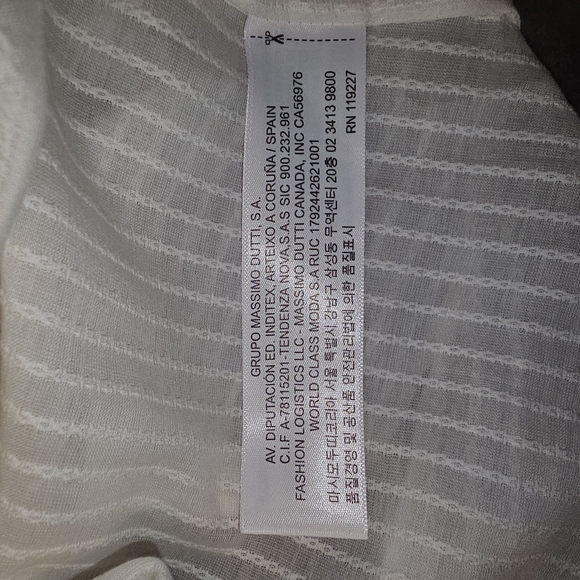 GRUPO MASSIMO DUTTI, S.A.
AV. DIPUTACIÓN ED. INDITEX, ARTEIXO A CORUÑA / SPAIN
C.I.F A-78115201-TENDENZA NOVA,S.A.S SIC 900.232.961
FASHION LOGISTICS LLC - MASSIMO DUTTI CANADA, INC CA56976
WORLD CLASS MODA S.A RUC 1792442621001
마시모두띠코리아 서울 특별시 강남구 삼성동 무역센터 20층 02 3413 9800
품질경영 및 공산품 안전관리법에 의한 품질표시
RN 119227